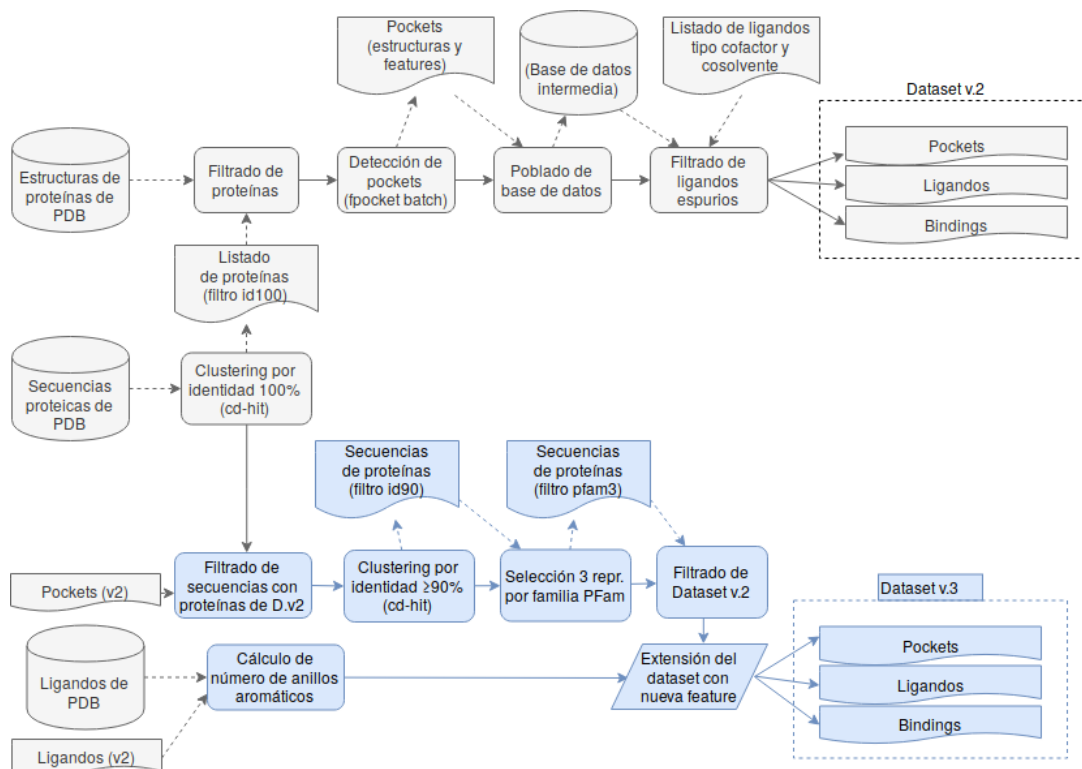 Pockets
(estructuras y
features)
(Base de datos
intermedia)
Listado de ligandos
tipo cofactor y
cosolvente
Dataset v.2
Estructuras de
proteínas de
PDB
Filtrado de
proteínas
Detección de
pockets
(fpocket batch)
Poblado de
base de datos
Filtrado de
ligandos
espurios
Pockets
Ligandos
Bindings
Listado
de proteínas
(filtro id100)
Secuencias
proteicas de
PDB
Clustering por
identidad 100%
(cd-hit)
Secuencias
de proteínas
(filtro id90)
Secuencias
de proteínas
(filtro pfam3)
Pockets (v2)
Filtrado de
secuencias con
proteínas de D.v2
Clustering por
identidad ≥90%
(cd-hit)
Selección 3 repr.
por familia PFam
Filtrado de
Dataset v.2
Dataset v.3
Ligandos de
PDB
Cálculo de
número de anillos
aromáticos
Extensión del
dataset con
nueva feature
Pockets
Ligandos
Bindings
Ligandos (v2)